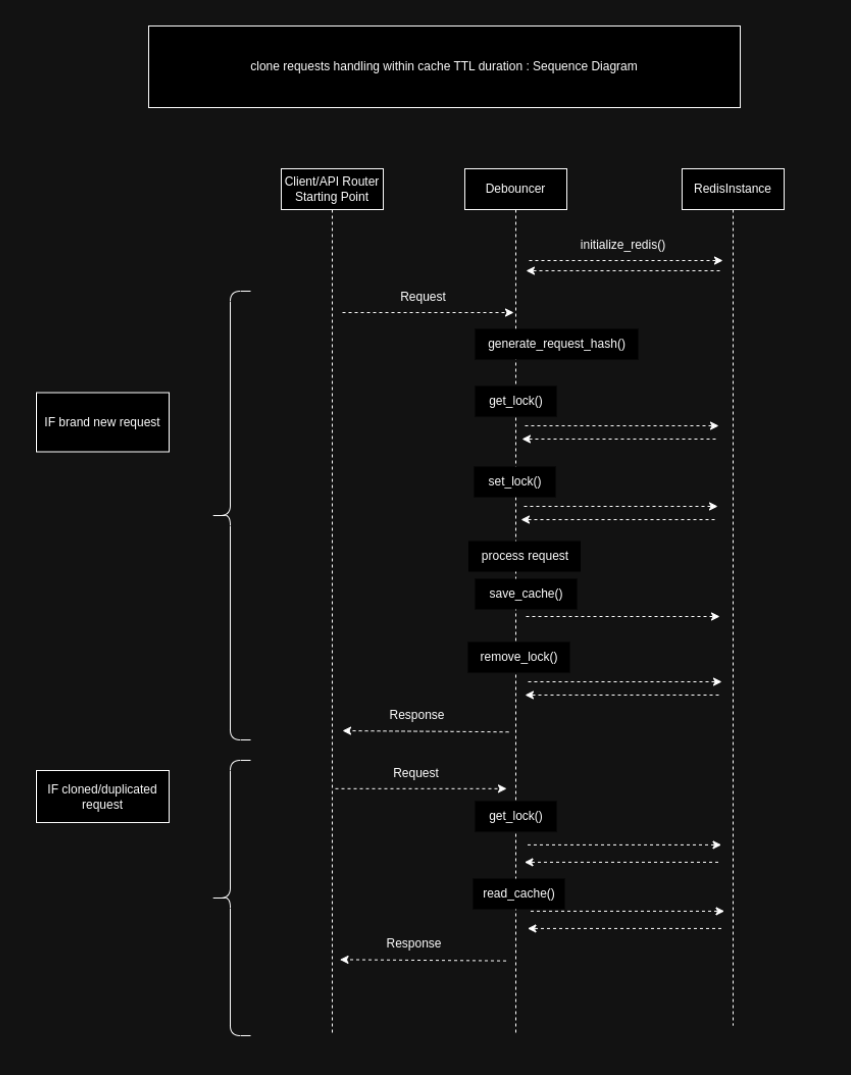 clone requests handling within cache TTL duration : Sequence Diagram
Client/API Router
Starting Point
Debouncer
RedisInstance
initialize_redis()
Request
generate_request_hash()
get_lock()
IF brand new request
set_lock()
process request
save_cache()
remove_lock()
Response
Request
IF cloned/duplicated
request
get_lock()
read_cache()
Response